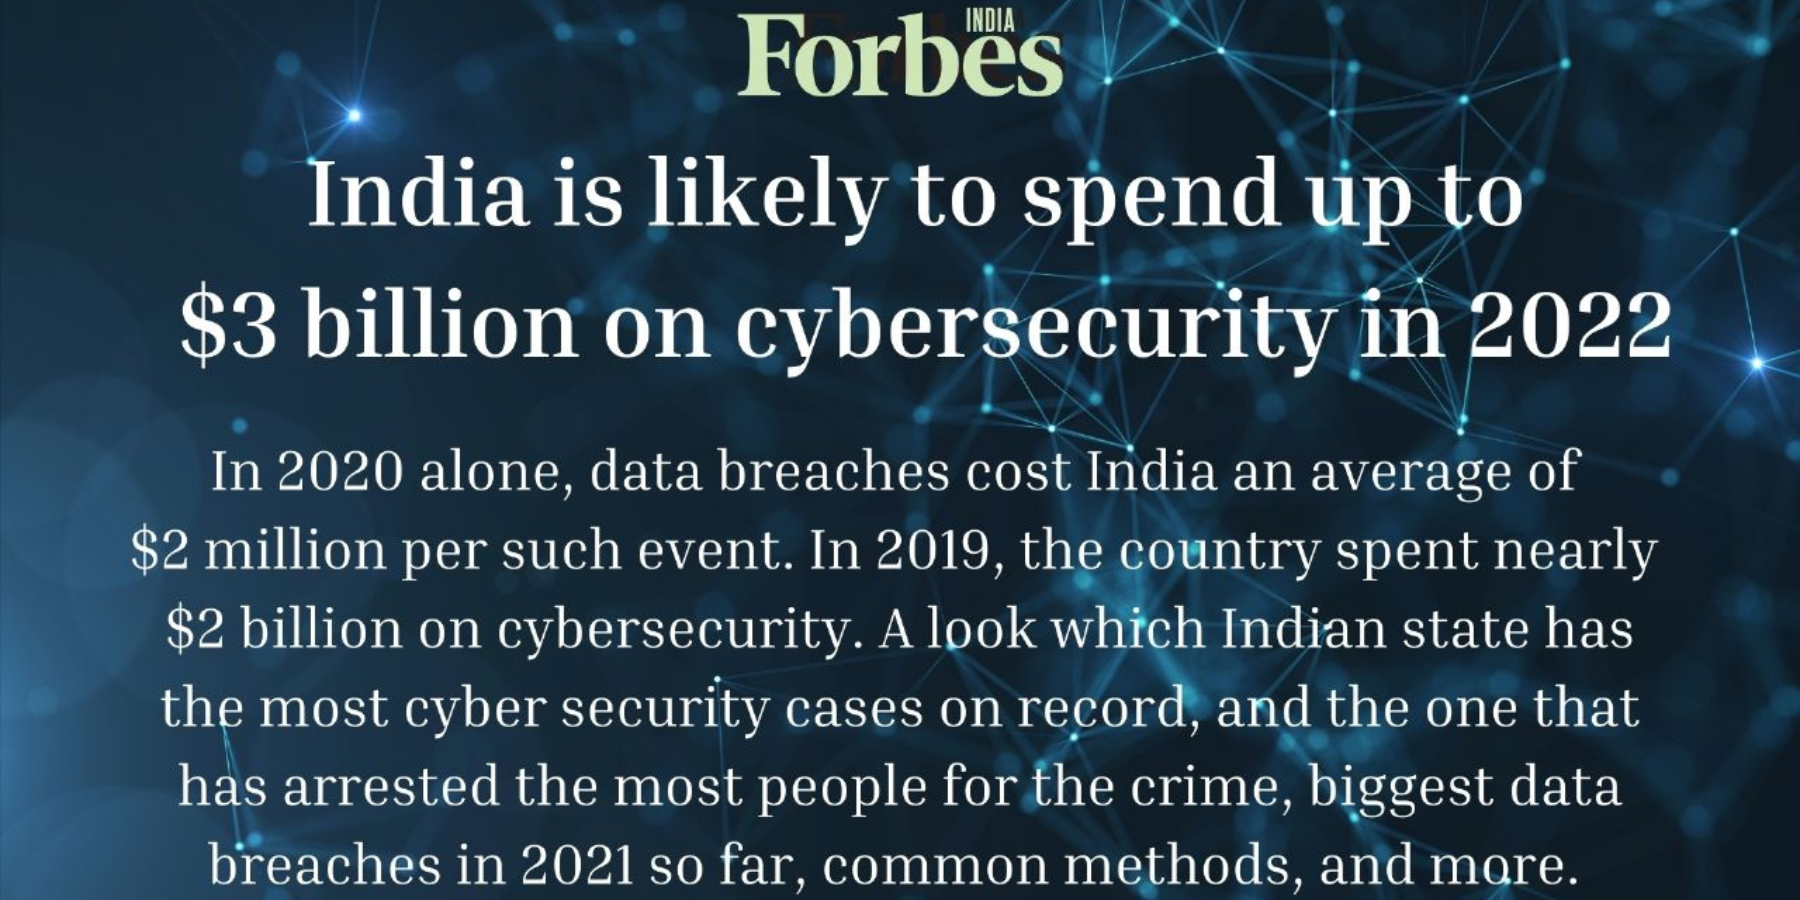 Forbes INDIA
India is likely to spend up to
$3 billion on cybersecurity in 2022
In 2020 alone, data breaches cost India an average of
$2 million per such event. In 2019, the country spent nearly
$2 billion on cybersecurity. A look which Indian state has
the most cyber security cases on record, and the one that
has arrested the most people for the crime, biggest data
breaches in 2021 so far, common methods, and more.